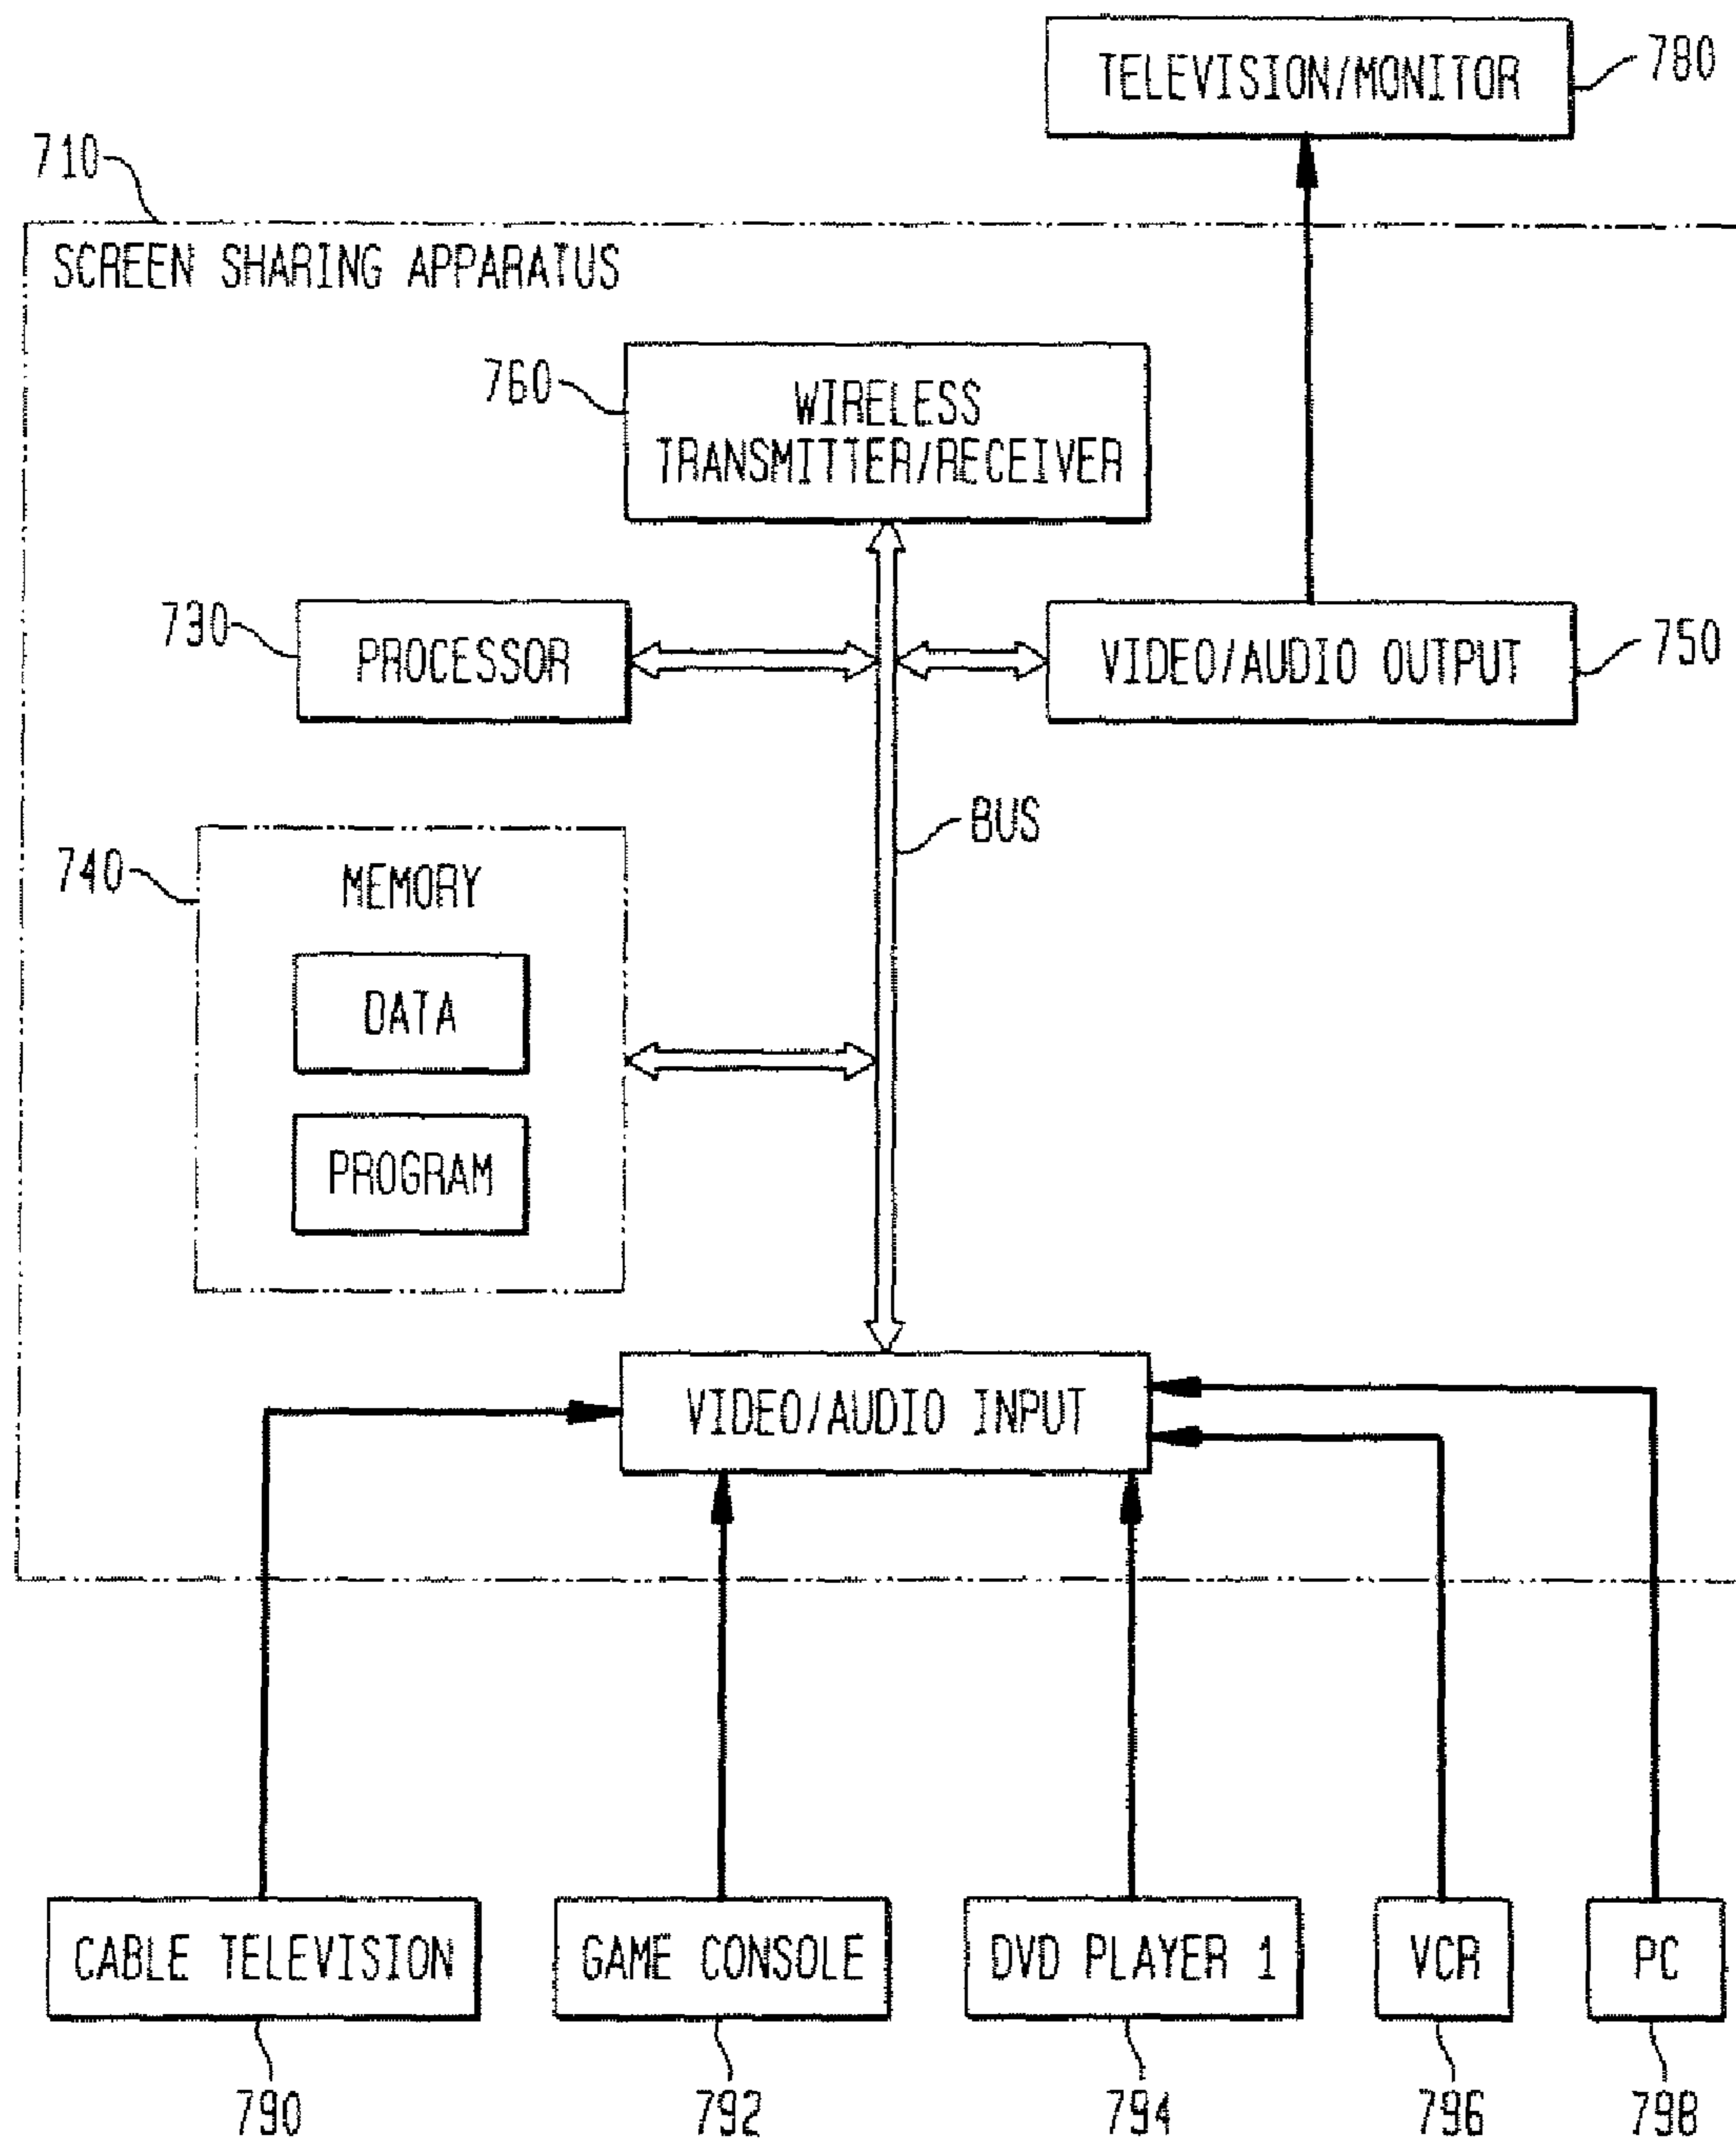 TELEVISION/MONITOR
780
710
SCREEN SHARING APPARATUS
760
WIRELESS
TRANSMITTER/RECEIVER
730
PROCESSOR
VIDEO/AUDIO OUTPUT
750
BUS
740
MEMORY
DATA
PROGRAM
VIDEO/AUDIO INPUT
CABLE TELEVISION
GAME CONSOLE
DVD PLAYER 1
VCR
PC
790
792
794
796
798